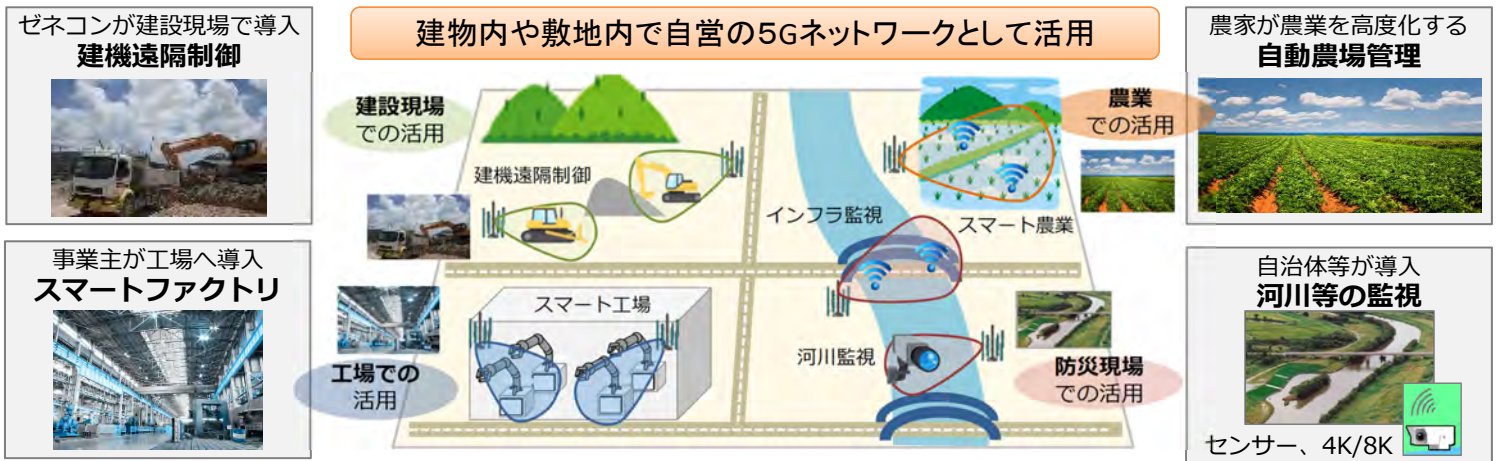 建物内や敷地内で自営の5Gネットワークとして活用
ゼネコンが建設現場で導入
建機遠隔制御
事業主が工場へ導入
スマートファクトリ
建設現場
での活用
建機遠隔制御
インフラ監視
スマート農業
農業
での活用
スマート工場
工場での
活用
河川監視
防災現場
での活用
農家が農業を高度化する
自動農場管理
自治体等が導入
河川等の監視
センサー、4K/8K